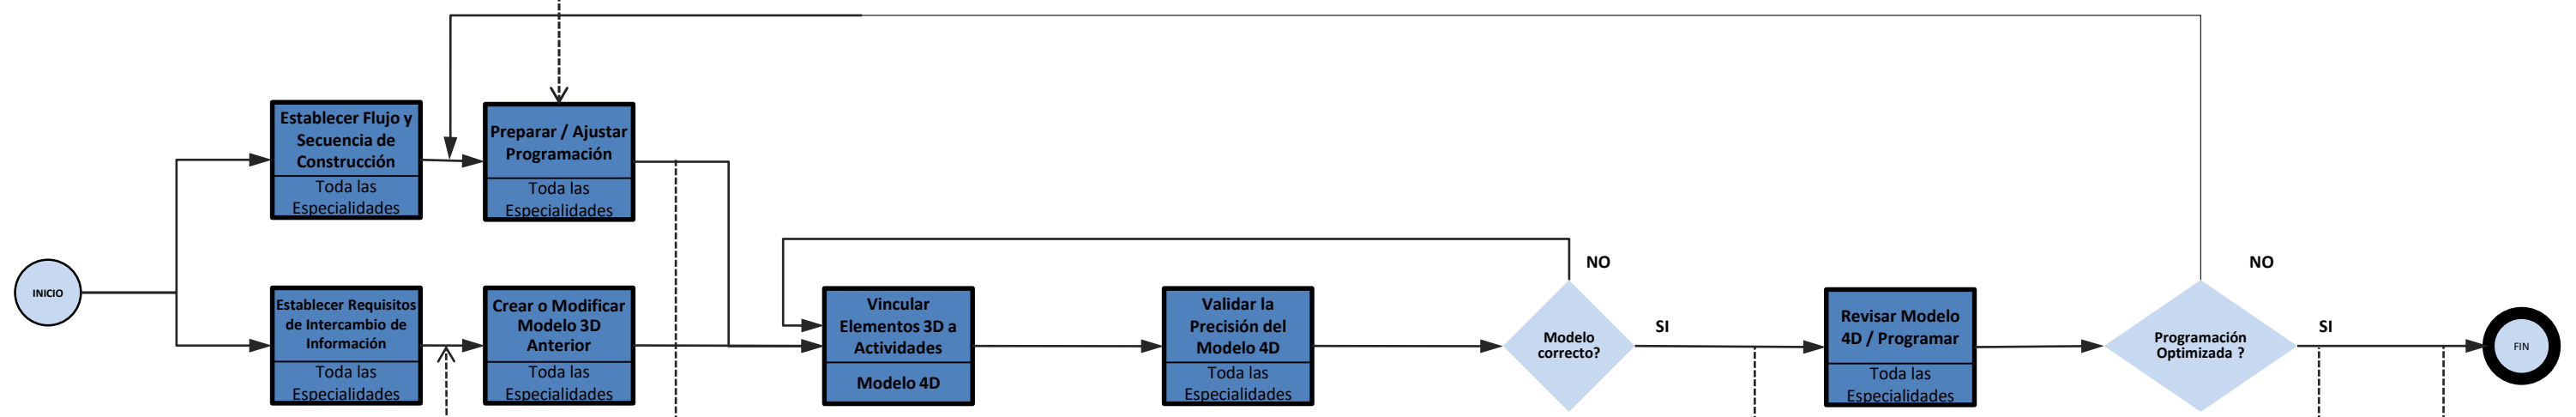 INICIO
Establecer Flujo y
Secuencia de
Construcción
Toda las
Especialidades
Preparar / Ajustar
Programación
Toda las
Especialidades
Establecer Requisitos
de Intercambio de
Información
Toda las
Especialidades
Crear o Modificar
Modelo 3D
Anterior
Toda las
Especialidades
Vincular
Elementos 3D a
Actividades
Modelo 4D
Validar la
Precisión del
Modelo 4D
Toda las
Especialidades
NO
Modelo
correcto?
SI
Revisar Modelo
4D / Programar
Toda las
Especialidades
NO
Programación
Optimizada ?
SI
FIN